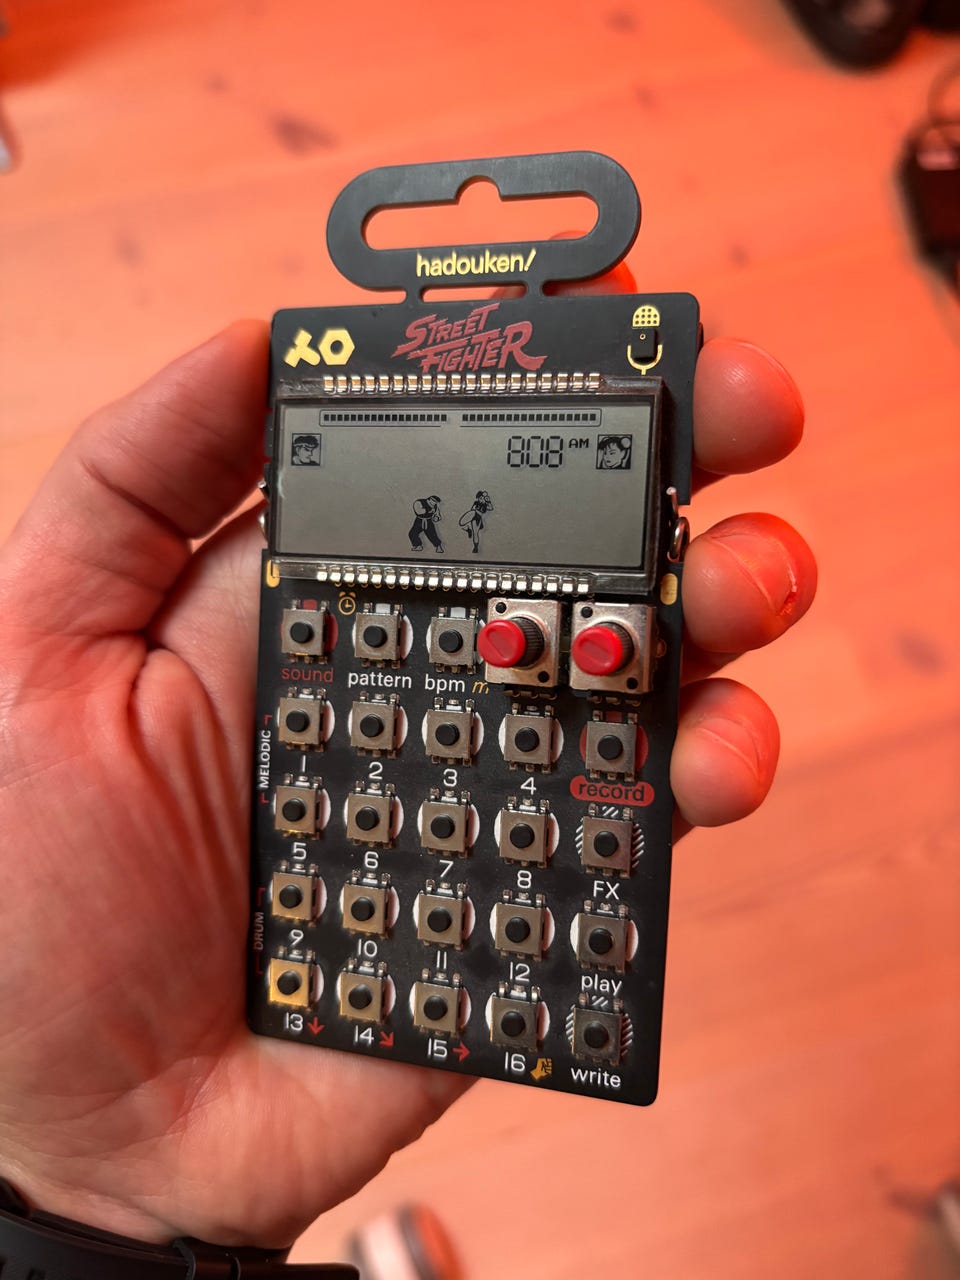 hadouken!
STREET
FIGHTER
808 AM
sound
pattern
bpm
MELODIC
1
2
3
4
record
5
6
7
8
FX
DRUM
9
10
11
12
play
13
14
15
16
write